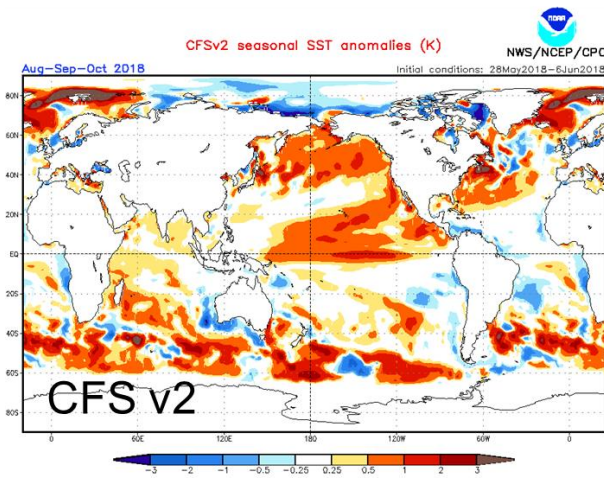 NOAA
CFSv2 seasonal SST anomalies (K)
NWS/NCEP/CPC
Aug-Sep-Oct 2018
Initial conditions: 28May2018-6Jun2018
80N
60N
40N
20N
EQ
20S
40S
60S
80S
CFS v2
0 60E 120E 180 120W 60W 0
-3 -2 -1 -0.5 -0.25 0.25 0.5 1 2 3